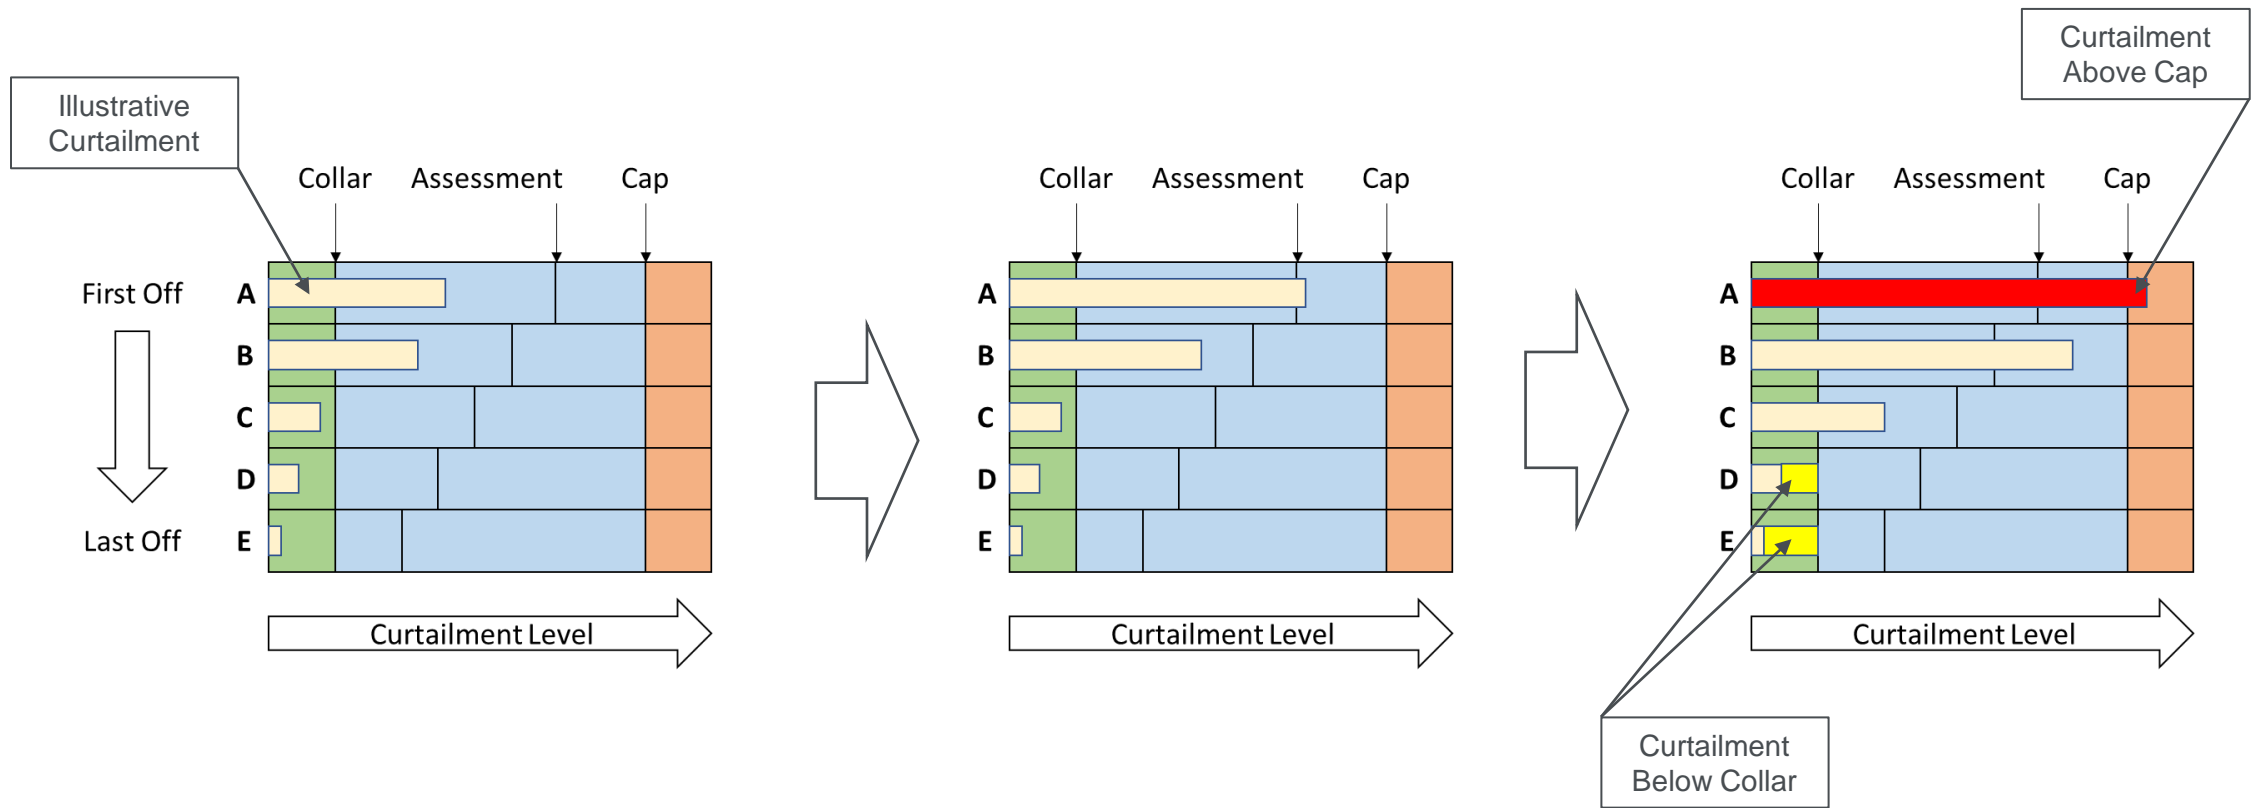 Curtailment
Above Cap
Illustrative
Curtailment
Collar Assessment Cap
Collar Assessment Cap
Collar Assessment Cap
First Off A
B
C
D
Last Off E
A
B
C
D
E
A
B
C
D
E
Curtailment Level
Curtailment Level
Curtailment Level
Curtailment
Below Collar